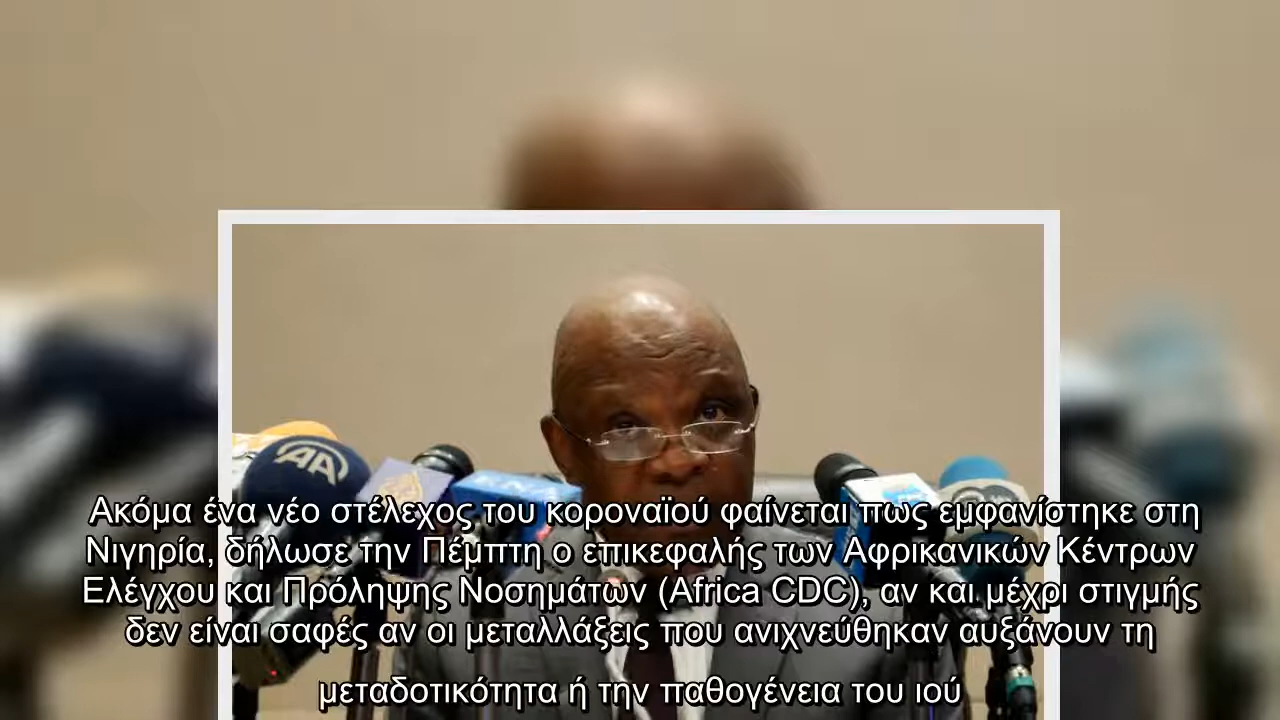 AA
Ακόμα ένα νέο στέλεχος του κοροναϊού φαίνεται πως εμφανίστηκε στη
Νιγηρία, δήλωσε την Πέμπτη ο επικεφαλής των Αφρικανικών Κέντρων
Ελέγχου και Πρόληψης Νοσημάτων (Africa CDC), αν και μέχρι στιγμής
δεν είναι σαφές αν οι μεταλλάξεις που ανιχνεύθηκαν αυξάνουν τη
μεταδοτικότητα ή την παθογένεια του ιού